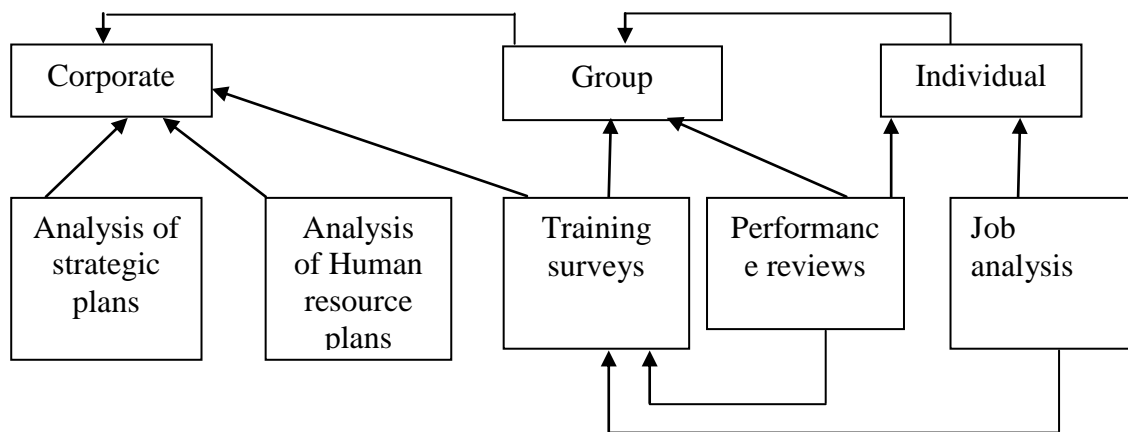 Corporate
Group
Individual
Analysis of
strategic
plans
Analysis
of Human
resource
plans
Training
surveys
Performanc
e reviews
Job
analysis